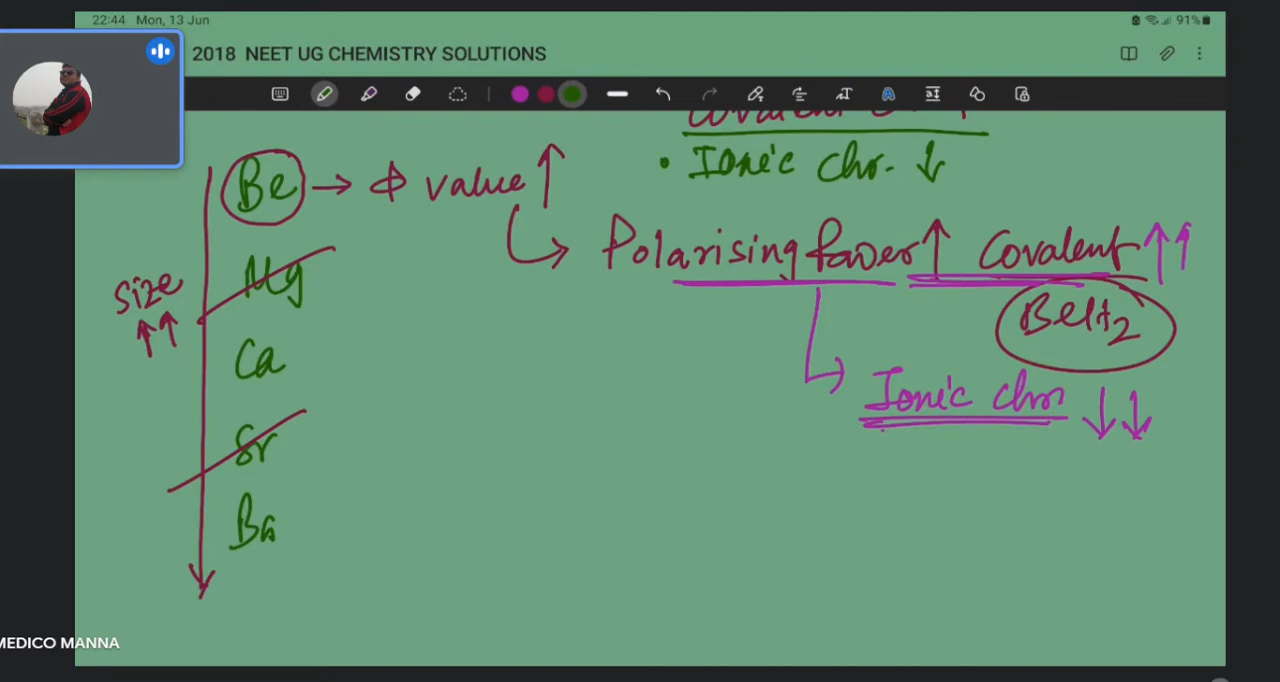 22:44 Mon, 13 Jun
91%
2018 NEET UG CHEMISTRY SOLUTIONS
• Ionic Chr. ↓
Be → Φ value ↑
Polarising Power ↑ Covalent ↑↑
Mg
Size
↑↑
BeH2
Ca
Ionic Chr ↓↓
Sr
Ba
MEDICO MANNA